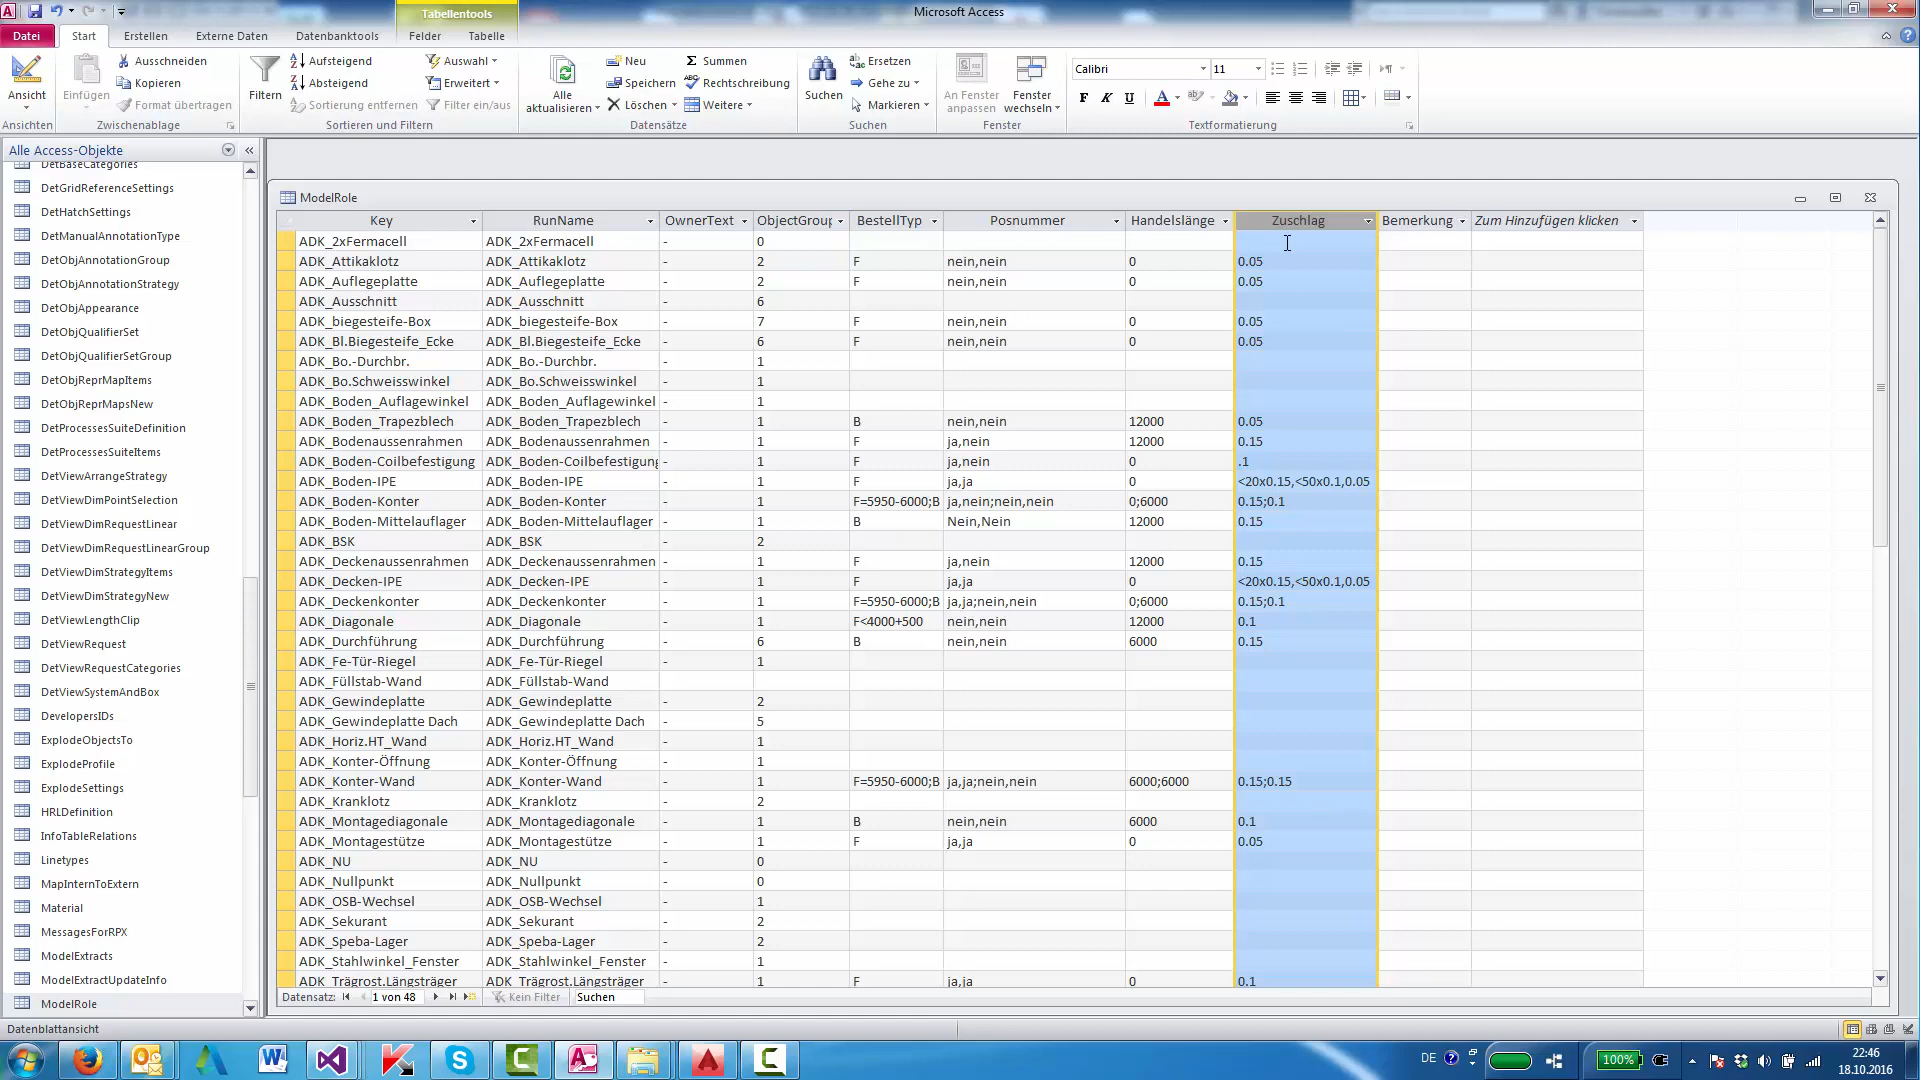 Tabellentools
Microsoft Access
Datei Start Erstellen Externe Daten Datenbanktools Felder Tabelle
Ansicht
Ansichten
Einfügen
Ausschneiden
Kopieren
Format übertragen
Zwischenablage
Filtern
Aufsteigend
Absteigend
Sortierung entfernen
Auswahl
Erweitert
Filter ein/aus
Sortieren und Filtern
Alle
aktualisieren
Neu
Speichern
Löschen
Summen
Rechtschreibung
Weitere
Datensätze
Suchen
Ersetzen
Gehe zu
Markieren
Suchen
An Fenster
anpassen
Fenster
wechseln
Fenster
Calibri 11
F K U
Textformatierung
Alle Access-Objekte
DetBaseCategories
DetGridReferenceSettings
DetHatchSettings
DetManualAnnotationType
DetObjAnnotationGroup
DetObjAnnotationStrategy
DetObjAppearance
DetObjQualifierSet
DetObjQualifierSetGroup
DetObjReprMapItems
DetObjReprMapsNew
DetProcessesSuiteDefinition
DetProcessesSuiteItems
DetViewArrangeStrategy
DetViewDimPointSelection
DetViewDimRequestLinear
DetViewDimRequestLinearGroup
DetViewDimStrategyItems
DetViewDimStrategyNew
DetViewLengthClip
DetViewRequest
DetViewRequestCategories
DetViewSystemAndBox
DevelopersIDs
ExplodeObjectsTo
ExplodeProfile
ExplodeSettings
HRLDefinition
InfoTableRelations
Linetypes
MapInternToExtern
Material
MessagesForRPX
ModelExtracts
ModelExtractUpdateInfo
ModelRole
ModelRole
Key RunName OwnerText ObjectGroup BestellTyp Posnummer Handelslänge Zuschlag Bemerkung Zum Hinzufügen klicken
ADK_2xFermacell ADK_2xFermacell - 0
ADK_Attikaklotz ADK_Attikaklotz - 2 F nein,nein 0 0.05
ADK_Auflegeplatte ADK_Auflegeplatte - 2 F nein,nein 0 0.05
ADK_Ausschnitt ADK_Ausschnitt - 6
ADK_biegesteife-Box ADK_biegesteife-Box - 7 F nein,nein 0 0.05
ADK_Bl.Biegesteife_Ecke ADK_Bl.Biegesteife_Ecke - 6 F nein,nein 0 0.05
ADK_Bo.-Durchbr. ADK_Bo.-Durchbr. - 1
ADK_Bo.Schweisswinkel ADK_Bo.Schweisswinkel - 1
ADK_Boden_Auflagewinkel ADK_Boden_Auflagewinkel - 1
ADK_Boden_Trapezblech ADK_Boden_Trapezblech - 1 B nein,nein 12000 0.05
ADK_Bodenaussenrahmen ADK_Bodenaussenrahmen - 1 F ja,nein 12000 0.15
ADK_Boden-Coilbefestigung ADK_Boden-Coilbefestigung - 1 F ja,nein 0 .1
ADK_Boden-IPE ADK_Boden-IPE - 1 F ja,ja 0 <20x0.15,<50x0.1,0.05
ADK_Boden-Konter ADK_Boden-Konter - 1 F=5950-6000;B ja,nein;nein,nein 0;6000 0.15;0.1
ADK_Boden-Mittelauflager ADK_Boden-Mittelauflager - 1 B Nein,Nein 12000 0.15
ADK_BSK ADK_BSK - 2
ADK_Deckenaussenrahmen ADK_Deckenaussenrahmen - 1 F ja,nein 12000 0.15
ADK_Decken-IPE ADK_Decken-IPE - 1 F ja,ja 0 <20x0.15,<50x0.1,0.05
ADK_Deckenkonter ADK_Deckenkonter - 1 F=5950-6000;B ja,ja;nein,nein 0;6000 0.15;0.1
ADK_Diagonale ADK_Diagonale - 1 F<4000+500 nein,nein 12000 0.1
ADK_Durchführung ADK_Durchführung - 6 B nein,nein 6000 0.15
ADK_Fe-Tür-Riegel ADK_Fe-Tür-Riegel - 1
ADK_Füllstab-Wand ADK_Füllstab-Wand
ADK_Gewindeplatte ADK_Gewindeplatte - 2
ADK_Gewindeplatte Dach ADK_Gewindeplatte Dach - 5
ADK_Horiz.HT_Wand ADK_Horiz.HT_Wand - 1
ADK_Konter-Öffnung ADK_Konter-Öffnung - 1
ADK_Konter-Wand ADK_Konter-Wand - 1 F=5950-6000;B ja,ja;nein,nein 6000;6000 0.15;0.15
ADK_Kranklotz ADK_Kranklotz - 2
ADK_Montagediagonale ADK_Montagediagonale - 1 B nein,nein 6000 0.1
ADK_Montagestütze ADK_Montagestütze - 1 F ja,ja 0 0.05
ADK_NU ADK_NU - 0
ADK_Nullpunkt ADK_Nullpunkt - 0
ADK_OSB-Wechsel ADK_OSB-Wechsel - 1
ADK_Sekurant ADK_Sekurant - 2
ADK_Speba-Lager ADK_Speba-Lager - 2
ADK_Stahlwinkel_Fenster ADK_Stahlwinkel_Fenster - 1
ADK_Trägrost.Längsträger ADK_Trägrost.Längsträger - 1 F ja,ja 0 0.1
Datensatz: 1 von 48 Kein Filter Suchen
Datenblattansicht
DE 100% 22:46
18.10.2016